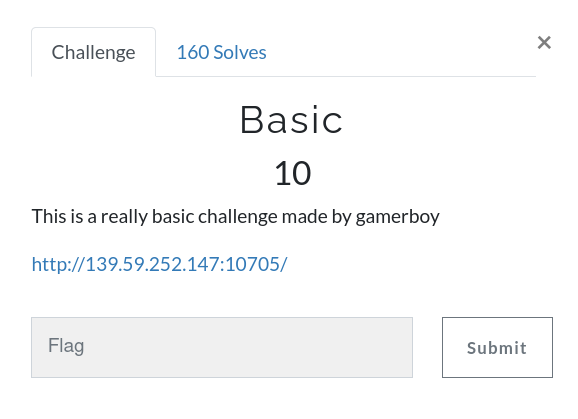 Challenge
160 Solves
×
Basic
10
This is a really basic challenge made by gamerboy
http://139.59.252.147:10705/
Flag
Submit